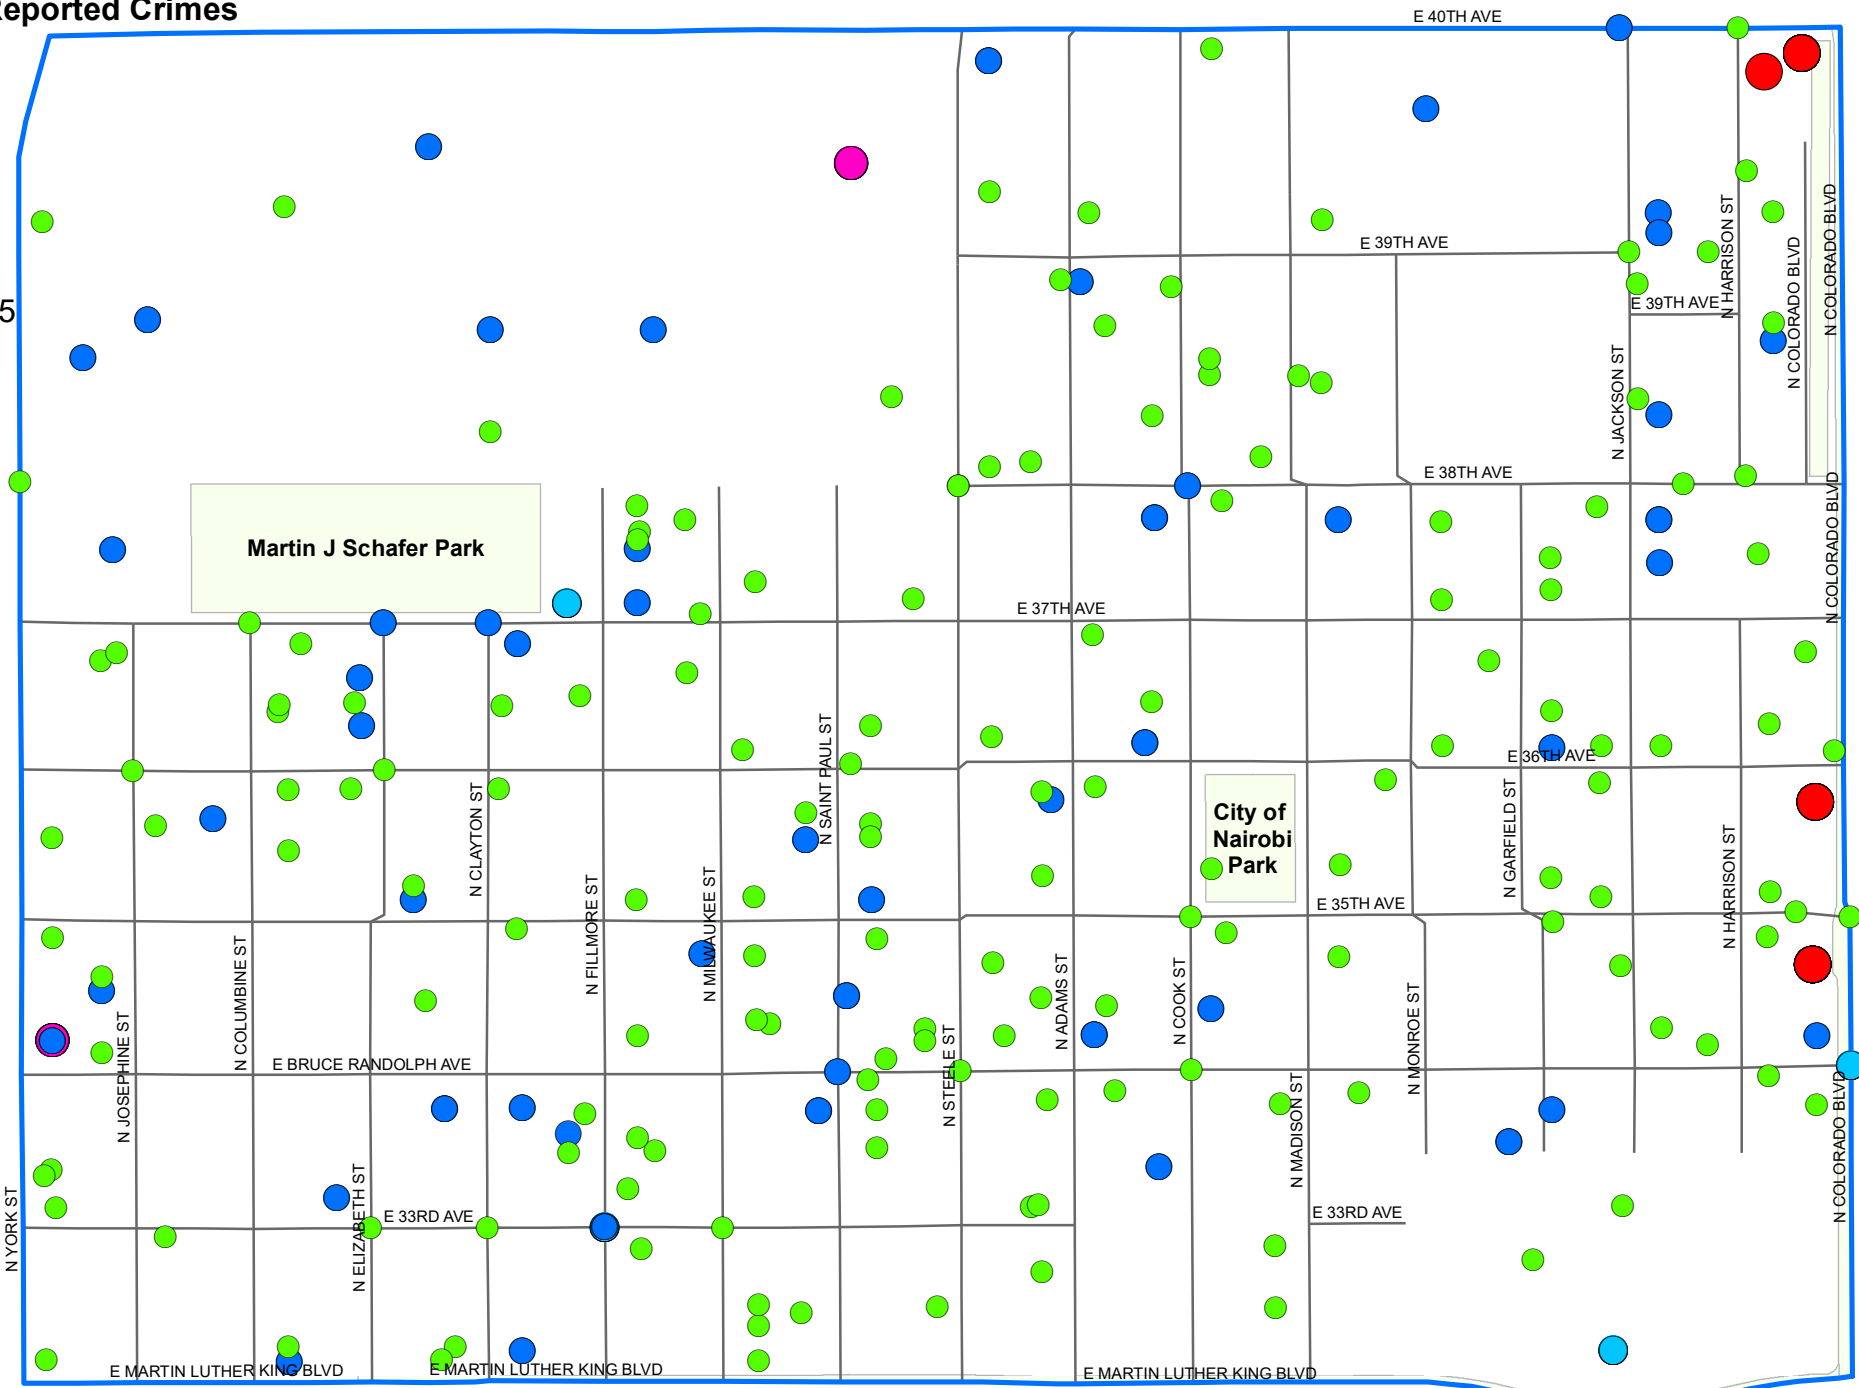 Reported Crimes
E 40TH AVE
N HARRISON ST
N COLORADO BLVD
N COLORADO BLVD
E 39TH AVE
E 39TH AVE
5
N JACKSON ST
E 38TH AVE
N COLORADO BLVD
Martin J Schafer Park
E 37TH AVE
N SAINT PAUL ST
E 36TH AVE
N CLAYTON ST
N GARFIELD ST
City of
Nairobi
Park
N HARRISON ST
N FILLMORE ST
N MILWAUKEE ST
E 35TH AVE
N COLUMBINE ST
N ADAMS ST
N COOK ST
N MONROE ST
N JOSEPHINE ST
N STEELE ST
E BRUCE RANDOLPH AVE
N MADISON ST
N COLORADO BLVD
N YORK ST
N ELIZABETH ST
E 33RD AVE
E 33RD AVE
E MARTIN LUTHER KING BLVD
E MARTIN LUTHER KING BLVD
E MARTIN LUTHER KING BLVD